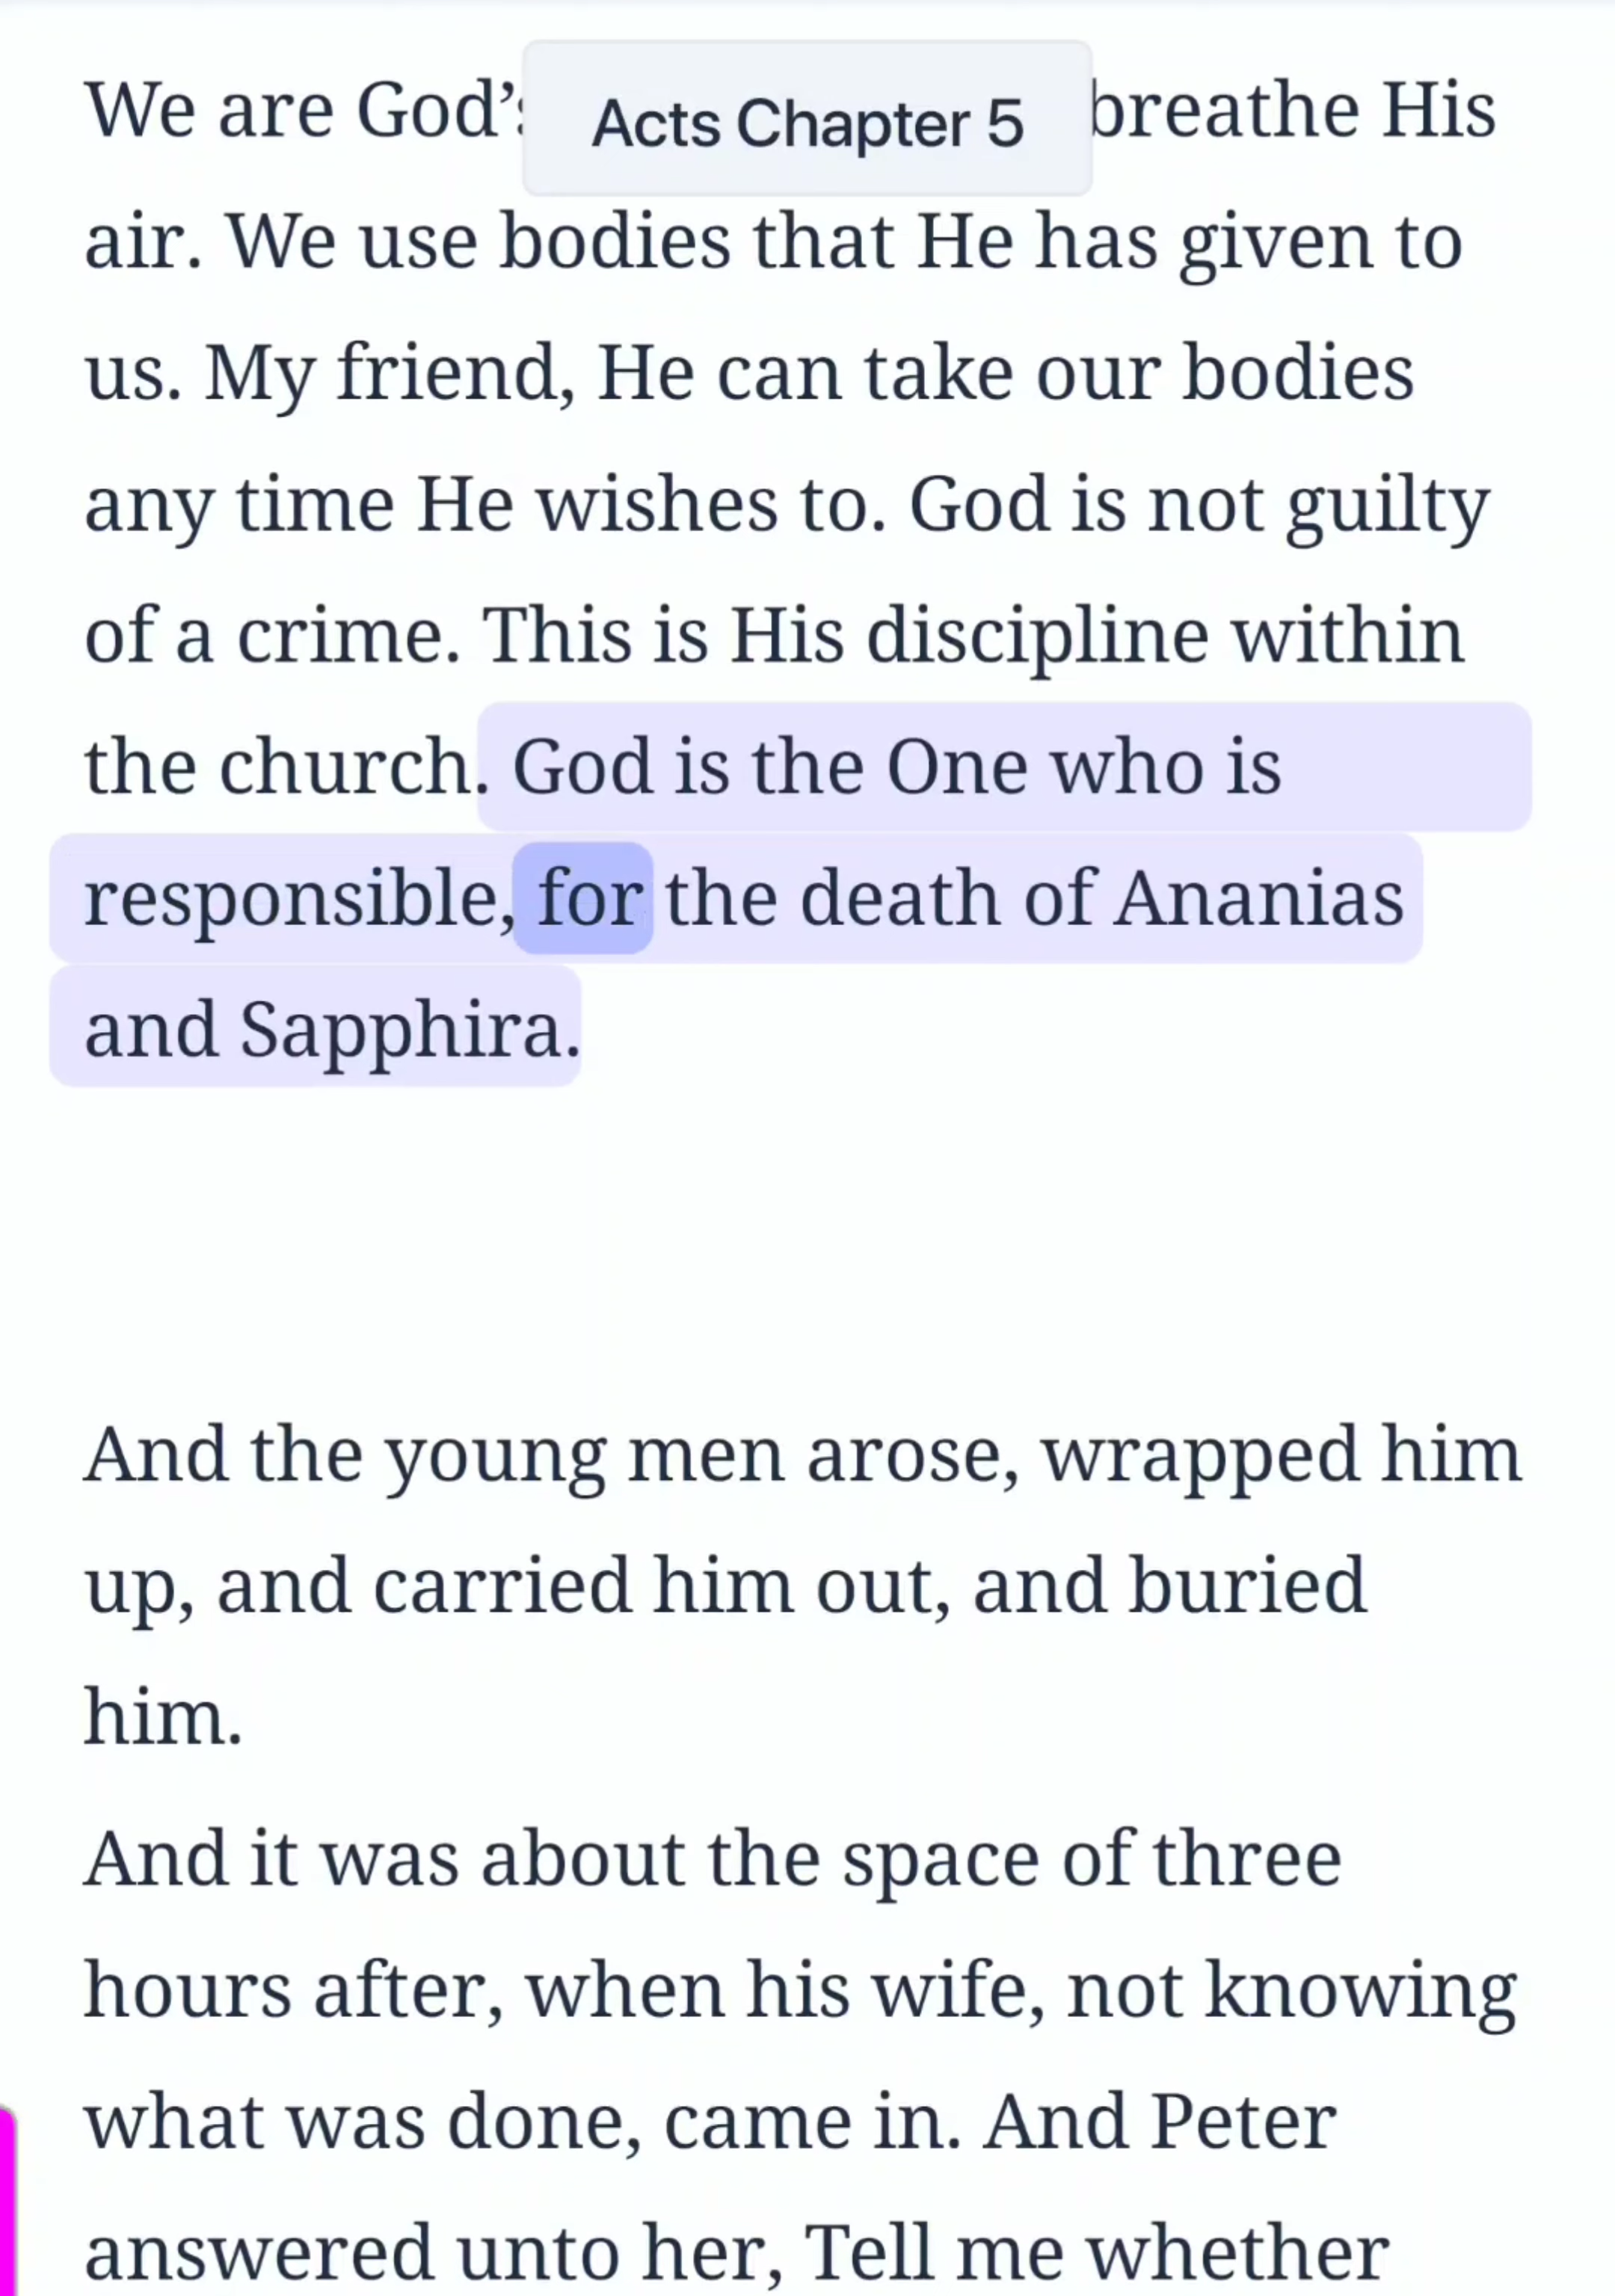 Acts Chapter 5
We are God’s breathe His
air. We use bodies that He has given to
us. My friend, He can take our bodies
any time He wishes to. God is not guilty
of a crime. This is His discipline within
the church. God is the One who is
responsible, for the death of Ananias
and Sapphira.
And the young men arose, wrapped him
up, and carried him out, and buried
him.
And it was about the space of three
hours after, when his wife, not knowing
what was done, came in. And Peter
answered unto her, Tell me whether